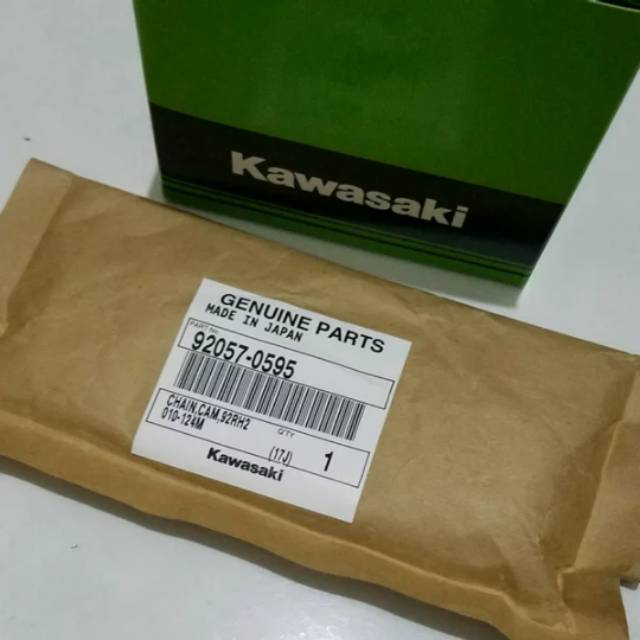 Kawasaki
GENUINE PARTS
MADE IN JAPAN
PART No.
92057-0595
CHAIN,CAM,92RH2
QTY
010-124M
(17J) 1
Kawasaki